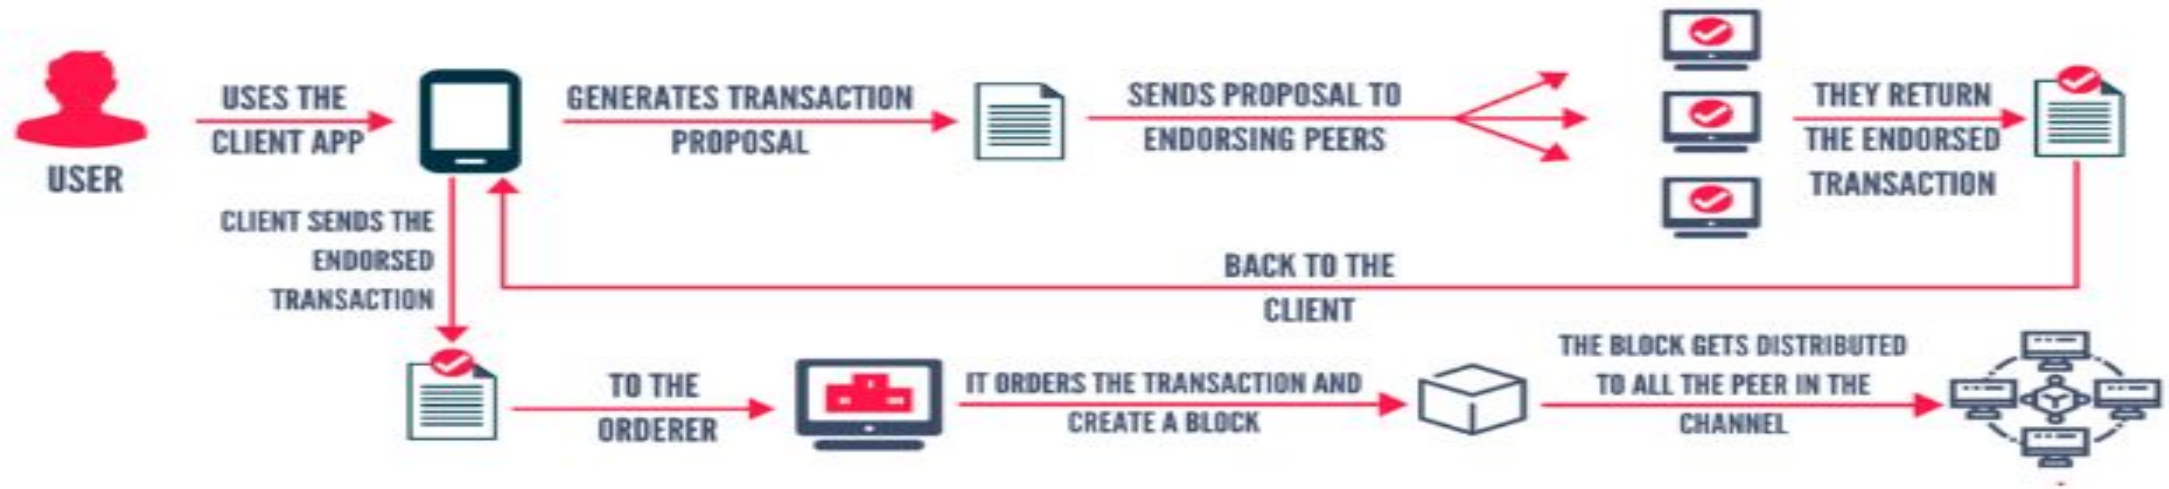 USER
USES THE
CLIENT APP
GENERATES TRANSACTION
PROPOSAL
SENDS PROPOSAL TO
ENDORSING PEERS
THEY RETURN
THE ENDORSED
TRANSACTION
BACK TO THE
CLIENT
CLIENT SENDS THE
ENDORSED
TRANSACTION
TO THE
ORDERER
IT ORDERS THE TRANSACTION AND
CREATE A BLOCK
THE BLOCK GETS DISTRIBUTED
TO ALL THE PEER IN THE
CHANNEL